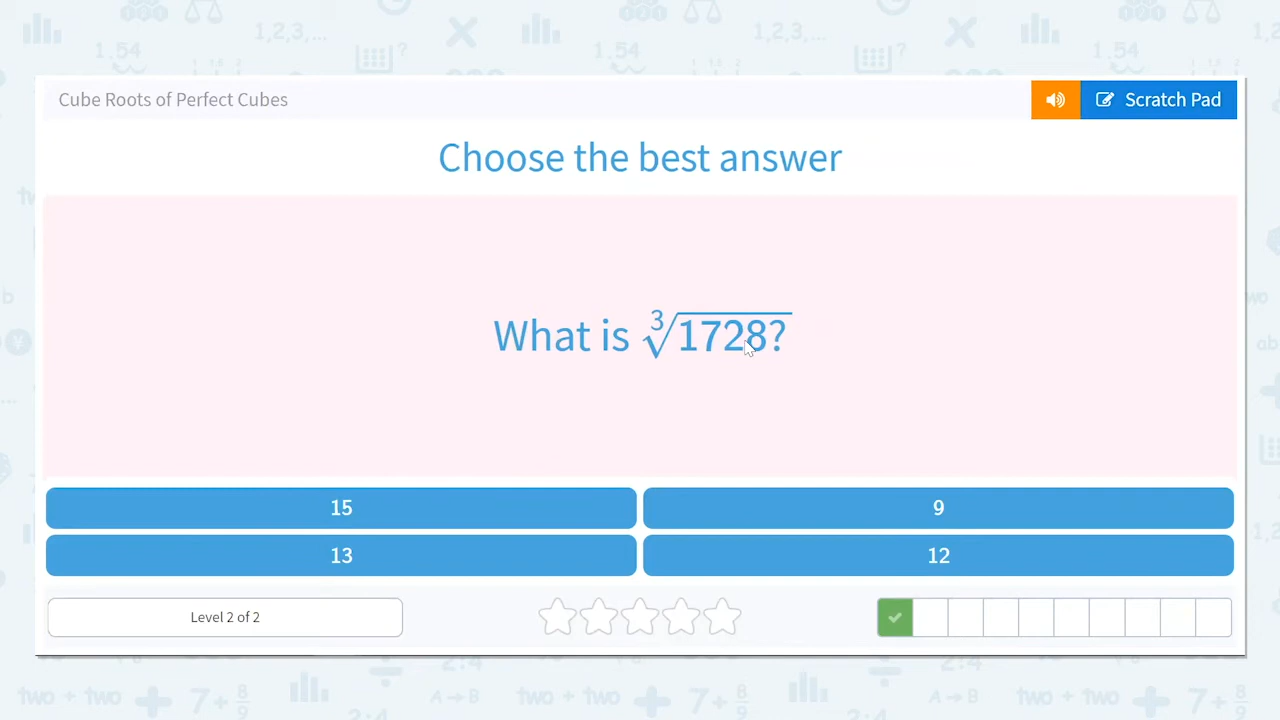 Cube Roots of Perfect Cubes
Scratch Pad
Choose the best answer
What is ∛1728?
15
9
13
12
Level 2 of 2